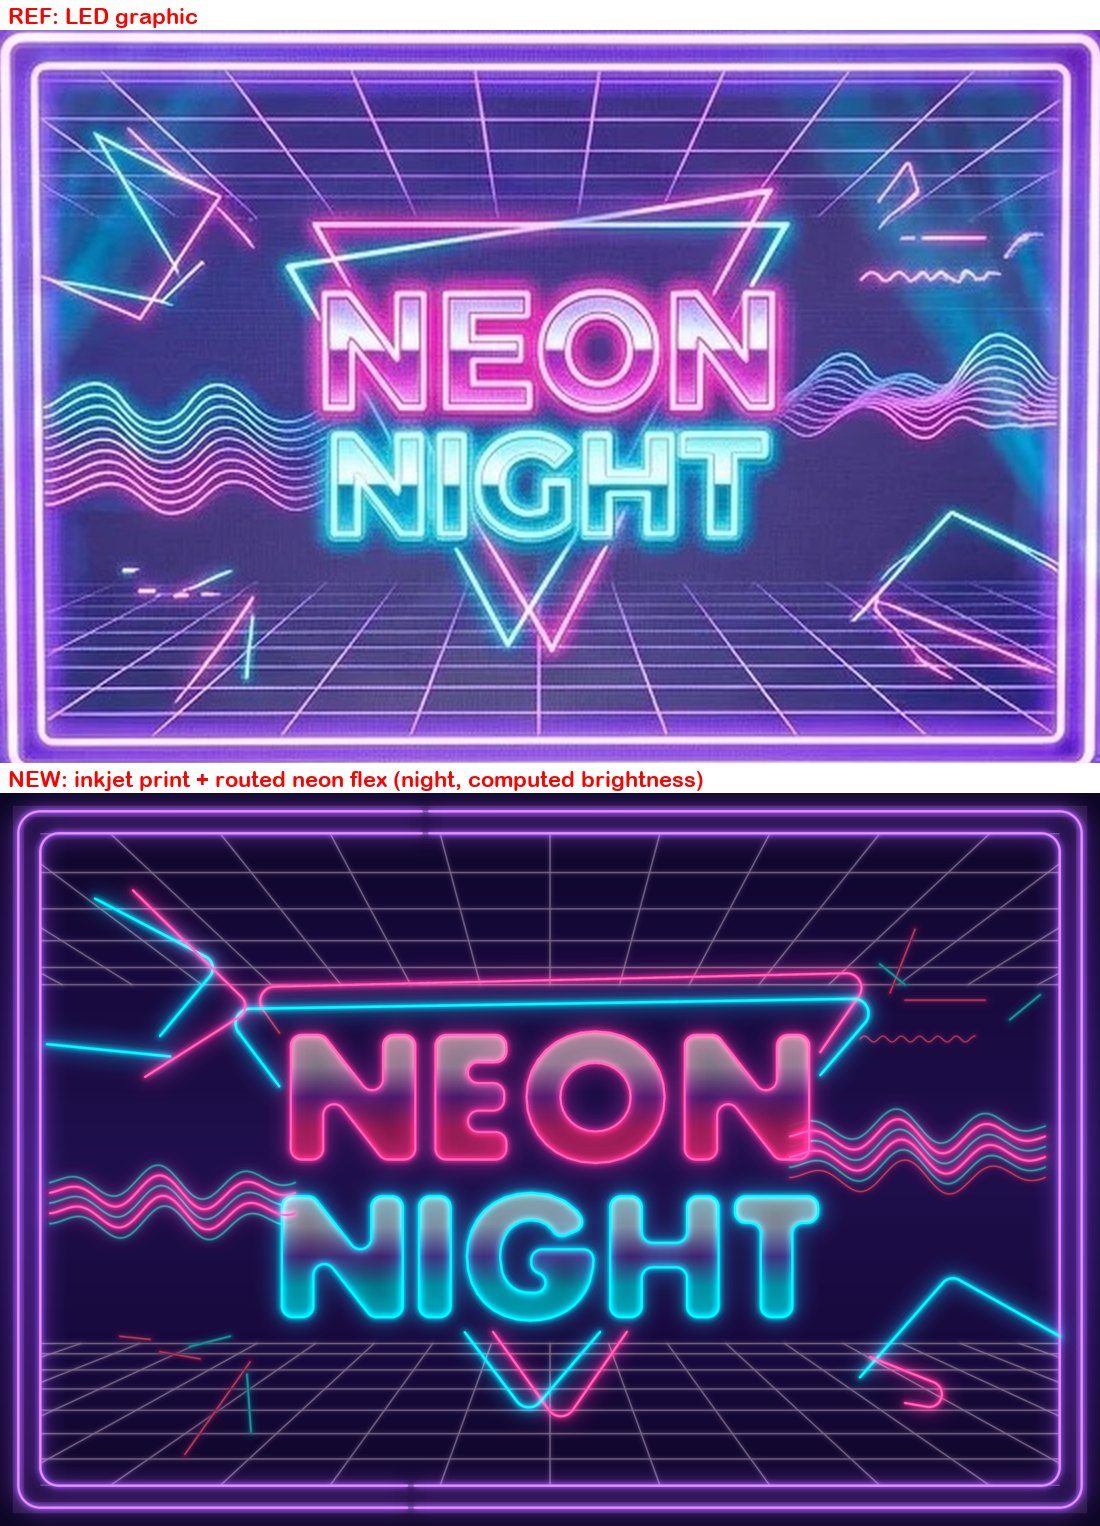 REF: LED graphic
NEON
NIGHT
NEW: inkjet print + routed neon flex (night, computed brightness)
NEON
NIGHT